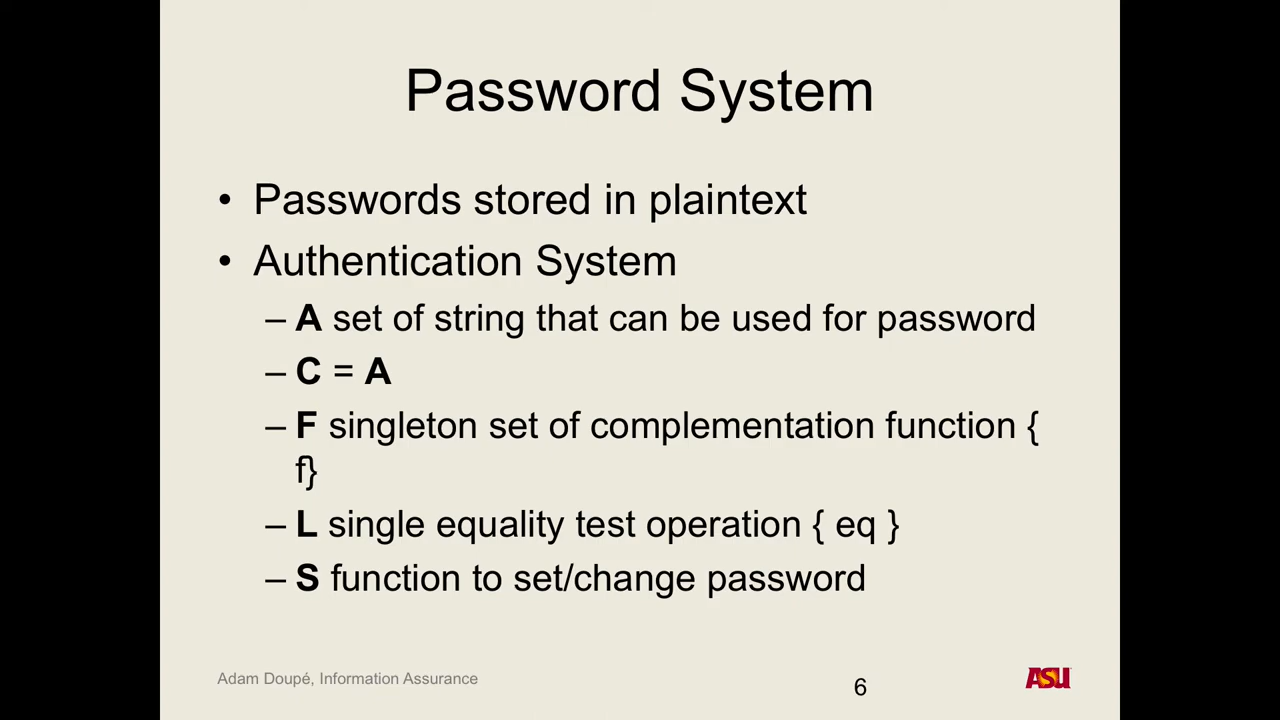 Password System
• Passwords stored in plaintext
• Authentication System
– A set of string that can be used for password
– C = A
– F singleton set of complementation function {
f}
– L single equality test operation { eq }
– S function to set/change password
Adam Doupé, Information Assurance
6
ASU